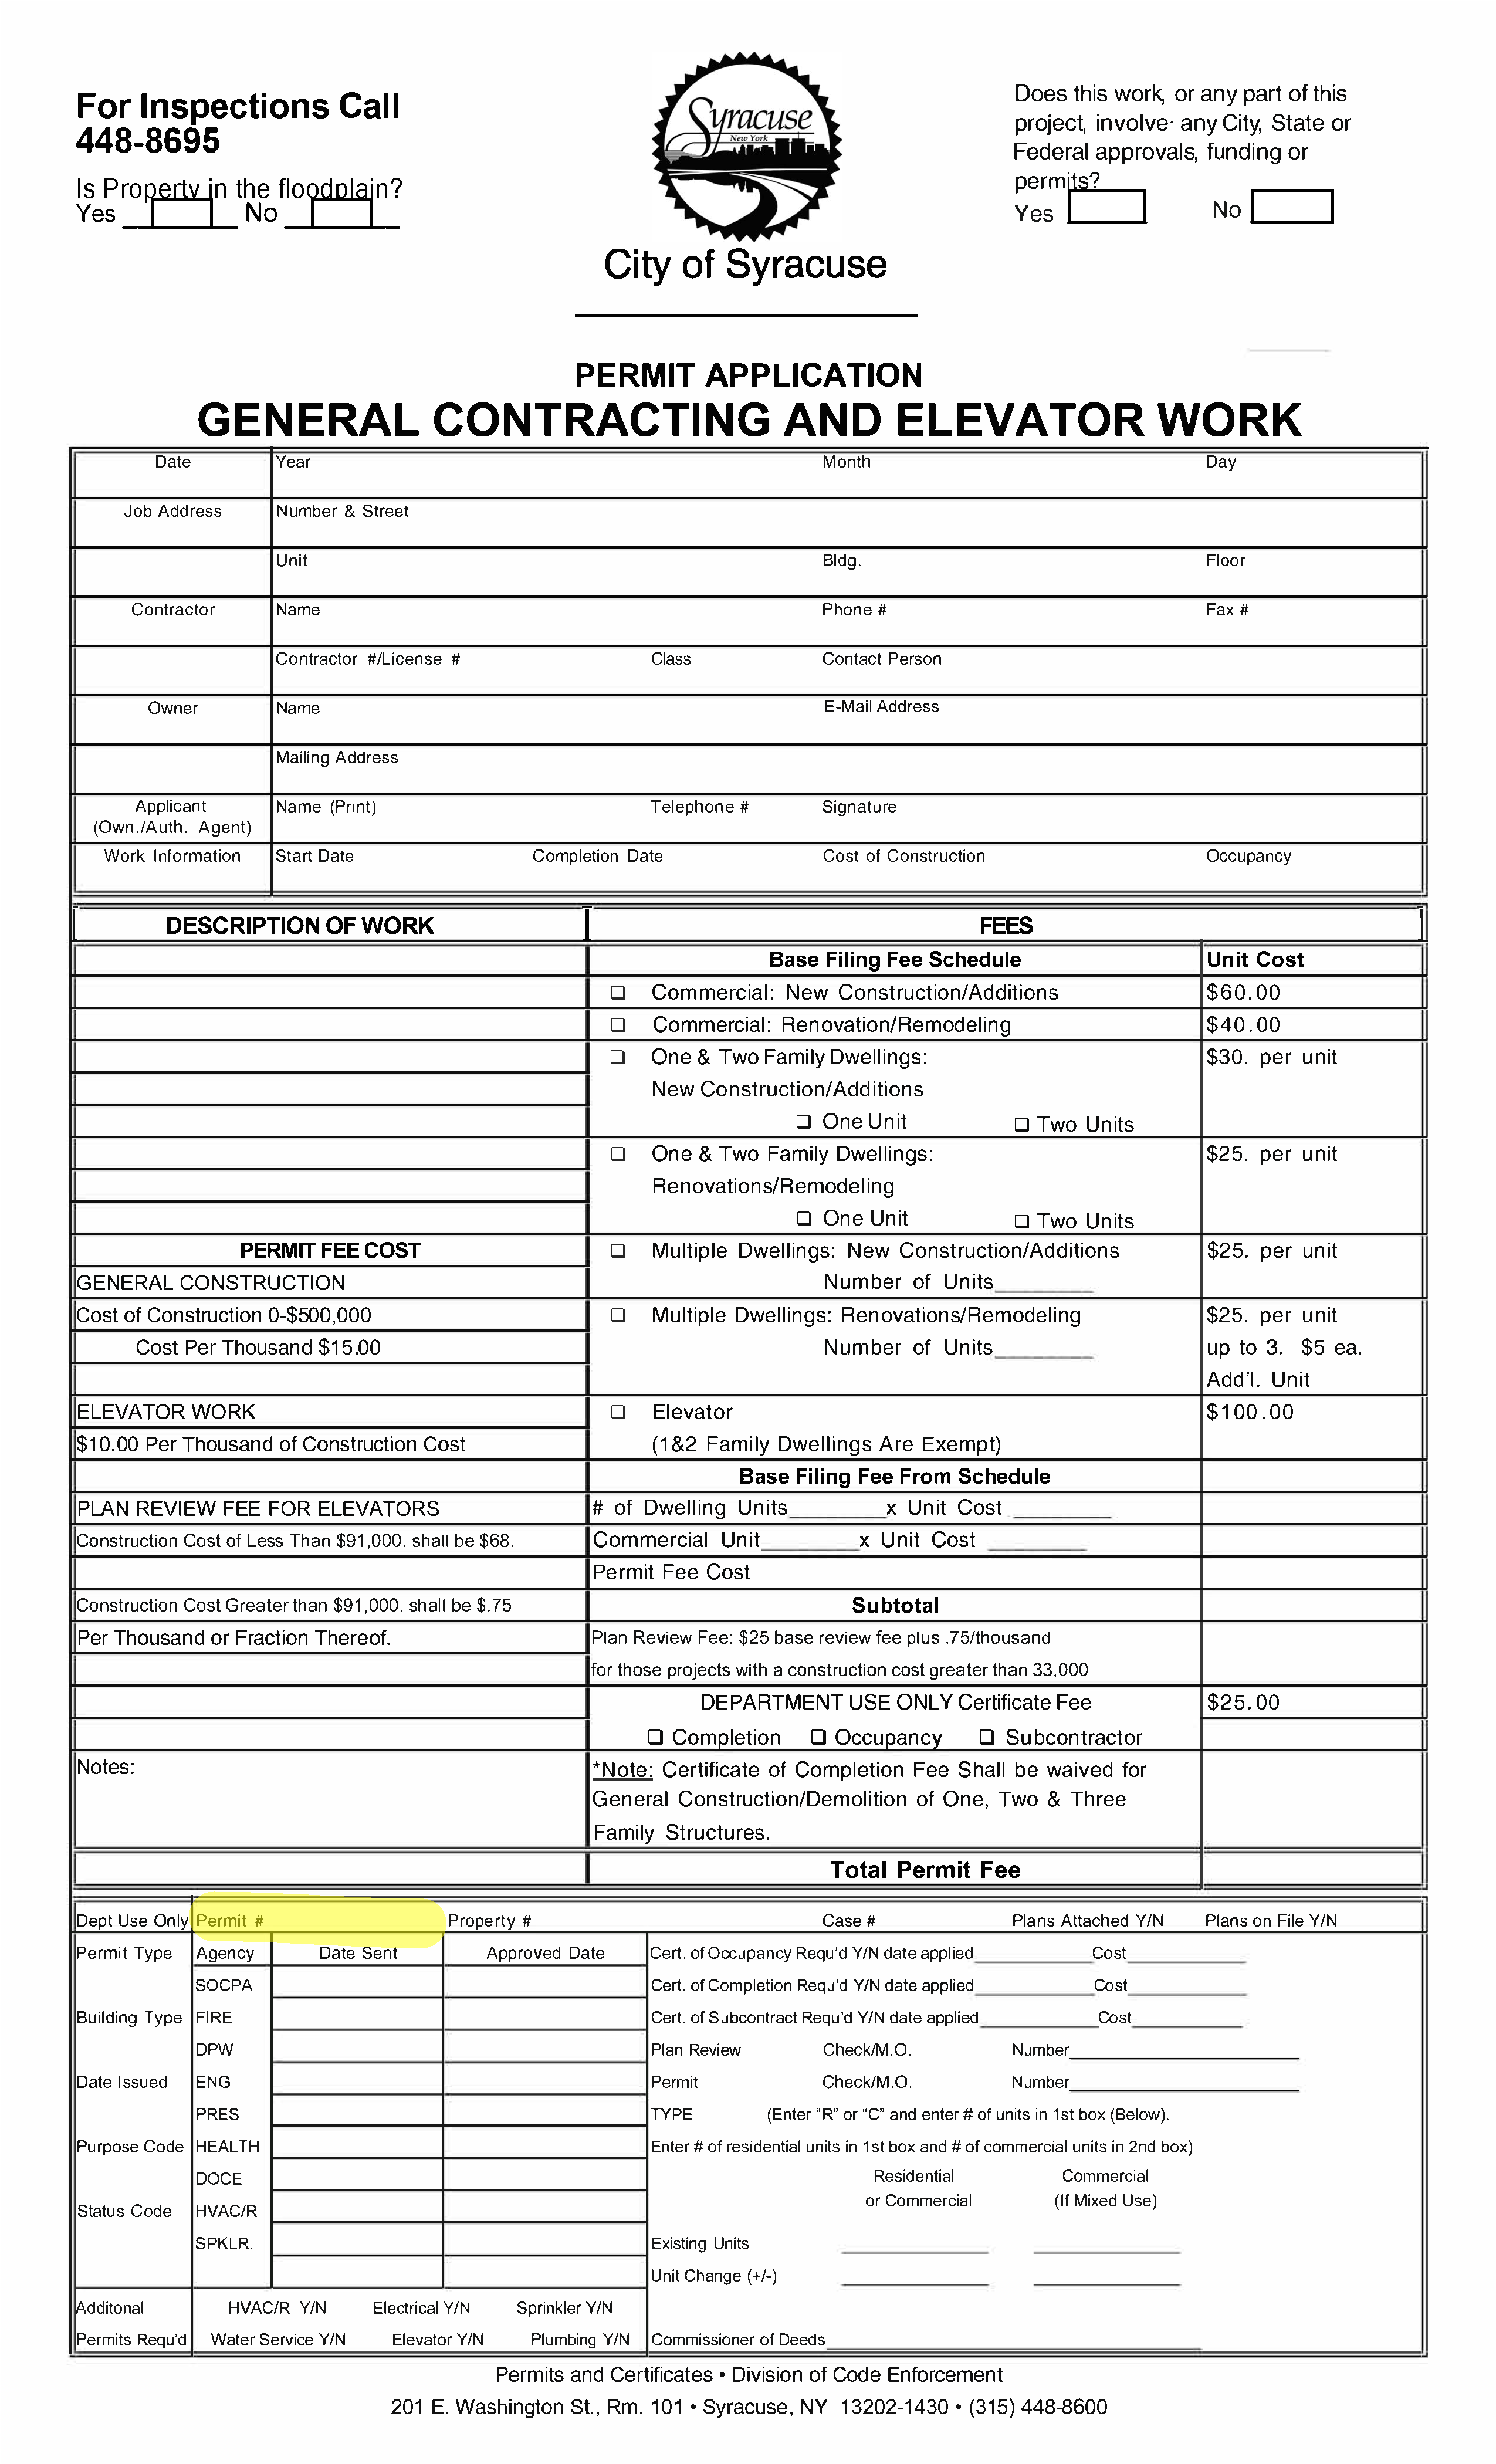 For Inspections Call
448-8695
Is Property in the floodplain?
Yes No
Syracuse
New York
City of Syracuse
Does this work, or any part of this
project, involve· any City, State or
Federal approvals, funding or
permits?
Yes No
PERMIT APPLICATION
GENERAL CONTRACTING AND ELEVATOR WORK
Date Year Month Day
Job Address Number & Street
Unit Bldg. Floor
Contractor Name Phone # Fax #
Contractor #/License # Class Contact Person
Owner Name E-Mail Address
Mailing Address
Applicant Name (Print) Telephone # Signature
(Own./Auth. Agent)
Work Information Start Date Completion Date Cost of Construction Occupancy
DESCRIPTION OF WORK FEES
Base Filing Fee Schedule Unit Cost
❏ Commercial: New Construction/Additions $60.00
❏ Commercial: Renovation/Remodeling $40.00
❏ One & Two Family Dwellings: $30. per unit
New Construction/Additions
❏ One Unit ❏ Two Units
❏ One & Two Family Dwellings: $25. per unit
Renovations/Remodeling
❏ One Unit ❏ Two Units
PERMIT FEE COST ❏ Multiple Dwellings: New Construction/Additions $25. per unit
GENERAL CONSTRUCTION Number of Units________
Cost of Construction 0-$500,000 ❏ Multiple Dwellings: Renovations/Remodeling $25. per unit
Cost Per Thousand $15.00 Number of Units________ up to 3. $5 ea.
Add'l. Unit
ELEVATOR WORK ❏ Elevator $100.00
$10.00 Per Thousand of Construction Cost (1&2 Family Dwellings Are Exempt)
Base Filing Fee From Schedule
PLAN REVIEW FEE FOR ELEVATORS # of Dwelling Units________x Unit Cost ________
Construction Cost of Less Than $91,000. shall be $68. Commercial Unit________x Unit Cost ________
Permit Fee Cost
Construction Cost Greater than $91,000. shall be $.75 Subtotal
Per Thousand or Fraction Thereof. Plan Review Fee: $25 base review fee plus .75/thousand
for those projects with a construction cost greater than 33,000
DEPARTMENT USE ONLY Certificate Fee $25.00
❏ Completion ❏ Occupancy ❏ Subcontractor
Notes: *Note: Certificate of Completion Fee Shall be waived for
General Construction/Demolition of One, Two & Three
Family Structures.
Total Permit Fee
Dept Use Only Permit # Property # Case # Plans Attached Y/N Plans on File Y/N
Permit Type Agency Date Sent Approved Date Cert. of Occupancy Requ'd Y/N date applied__________Cost__________
SOCPA Cert. of Completion Requ'd Y/N date applied__________Cost__________
Building Type FIRE Cert. of Subcontract Requ'd Y/N date applied__________Cost__________
DPW Plan Review Check/M.O. Number____________________
Date Issued ENG Permit Check/M.O. Number____________________
PRES TYPE________(Enter “R” or “C” and enter # of units in 1st box (Below).
Purpose Code HEALTH Enter # of residential units in 1st box and # of commercial units in 2nd box)
DOCE Residential Commercial
Status Code HVAC/R or Commercial (If Mixed Use)
SPKLR. Existing Units ____________ ____________
Unit Change (+/-) ____________ ____________
Additonal HVAC/R Y/N Electrical Y/N Sprinkler Y/N
Permits Requ'd Water Service Y/N Elevator Y/N Plumbing Y/N Commissioner of Deeds______________________________
Permits and Certificates • Division of Code Enforcement
201 E. Washington St., Rm. 101 • Syracuse, NY 13202-1430 • (315) 448-8600